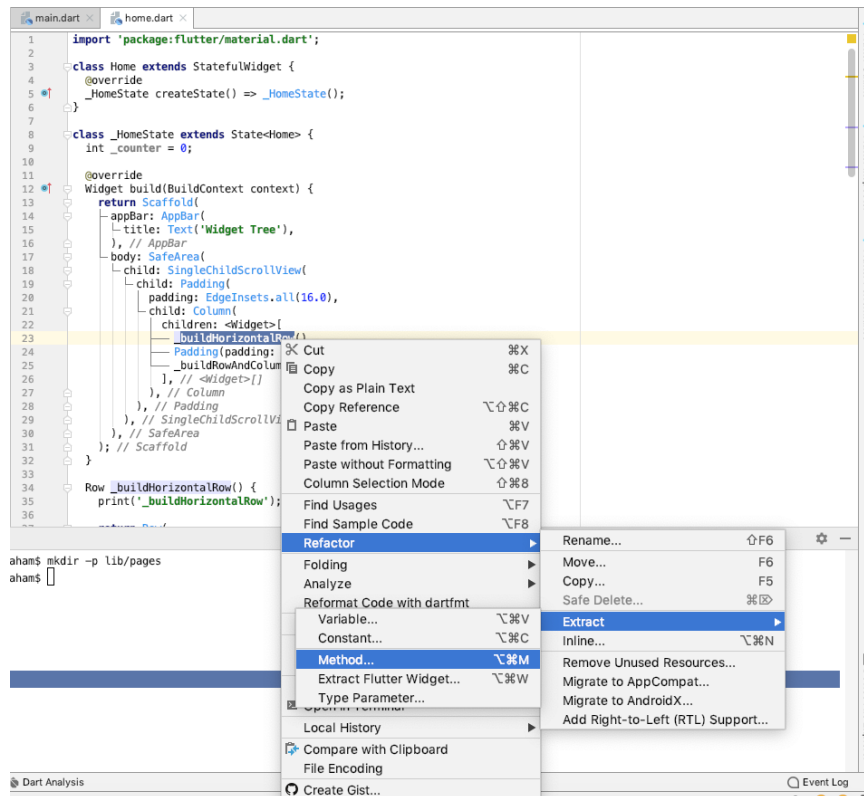 main.dart × home.dart ×
1 import 'package:flutter/material.dart';
2
3 class Home extends StatefulWidget {
4 @override
5 _HomeState createState() => _HomeState();
6 }
7
8 class _HomeState extends State<Home> {
9 int _counter = 0;
10
11 @override
12 Widget build(BuildContext context) {
13 return Scaffold(
14 appBar: AppBar(
15 title: Text('Widget Tree'),
16 ), // AppBar
17 body: SafeArea(
18 child: SingleChildScrollView(
19 child: Padding(
20 padding: EdgeInsets.all(16.0),
21 child: Column(
22 children: <Widget>[
23 _buildHorizontalRow()
24 Padding(padding:
25 _buildRowAndColum
26 ], // <Widget>[]
27 ), // Column
28 ), // Padding
29 ), // SingleChildScrollVi
30 ), // SafeArea
31 ); // Scaffold
32 }
33
34 Row _buildHorizontalRow() {
35 print('_buildHorizontalRow');
36
return Row(
Cut ⌘X
Copy ⌘C
Copy as Plain Text
Copy Reference ⌥⇧⌘C
Paste ⌘V
Paste from History... ⇧⌘V
Paste without Formatting ⌥⇧⌘V
Column Selection Mode ⇧⌘8
Find Usages ⌥F7
Find Sample Code ⌥F8
Refactor
Folding
Analyze
Reformat Code with dartfmt
Open in Terminal
Local History
Compare with Clipboard
File Encoding
Create Gist...
Rename... ⇧F6
Move... F6
Copy... F5
Safe Delete... ⌘⌦
Extract
Inline... ⌥⌘N
Remove Unused Resources...
Migrate to AppCompat...
Migrate to AndroidX...
Add Right-to-Left (RTL) Support...
Variable... ⌥⌘V
Constant... ⌥⌘C
Method... ⌥⌘M
Extract Flutter Widget... ⌥⌘W
Type Parameter...
aham$ mkdir -p lib/pages
aham$
Dart Analysis
Event Log